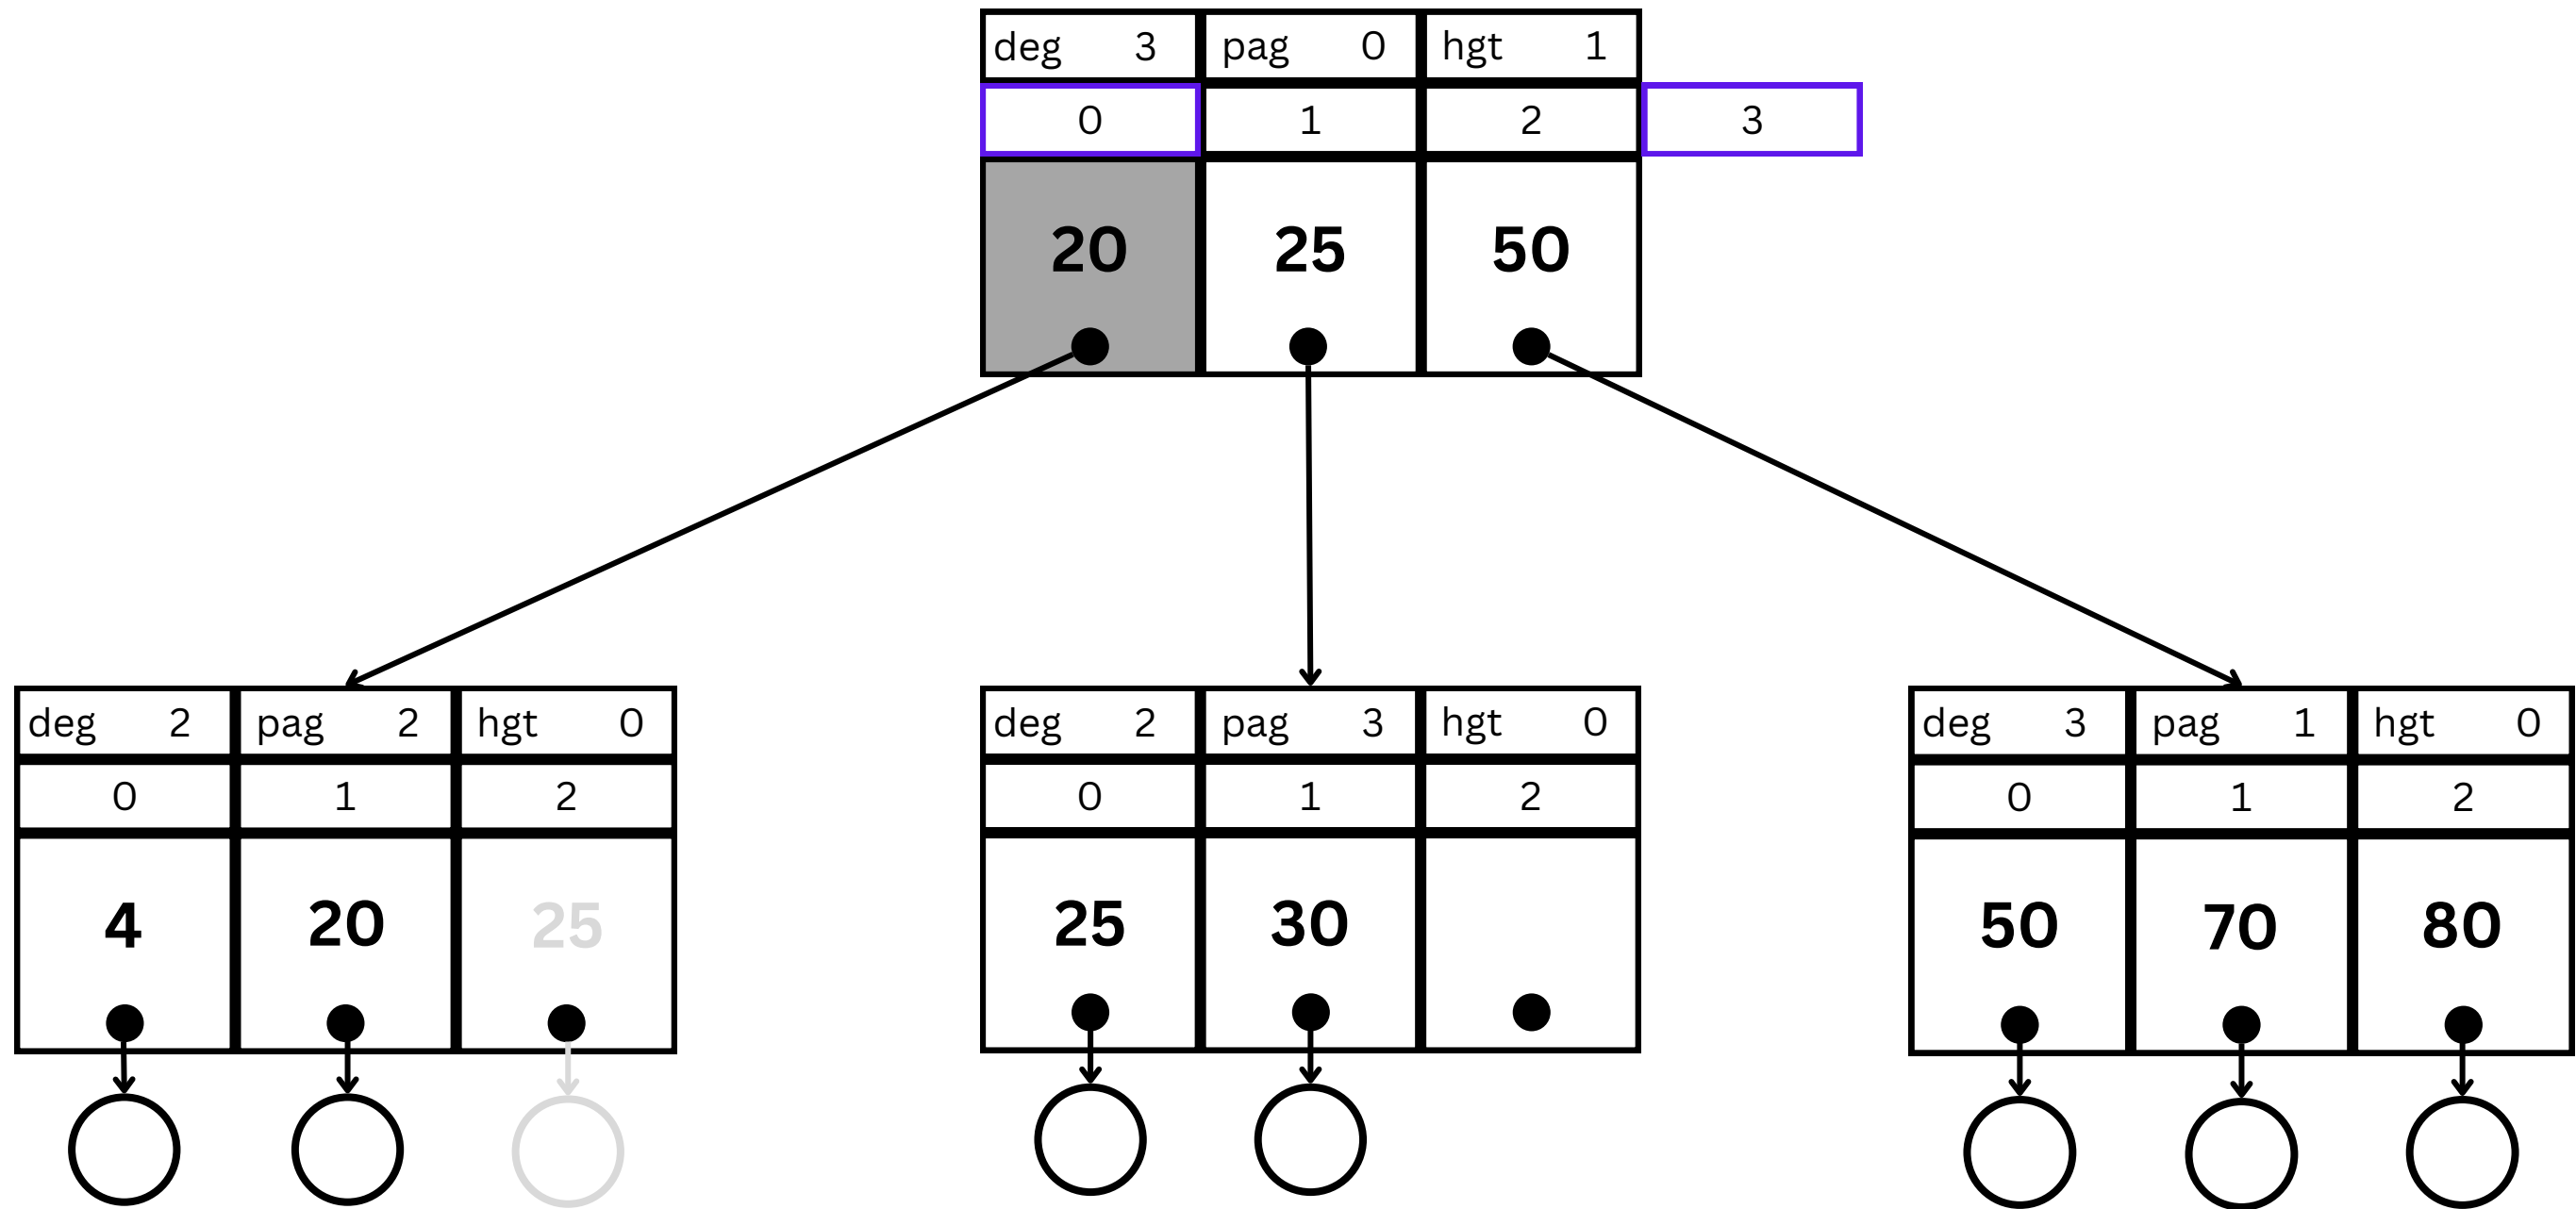 deg 3 pag 0 hgt 1
0 1 2 3
20 25 50
deg 2 pag 2 hgt 0
0 1 2
4 20 25
deg 2 pag 3 hgt 0
0 1 2
25 30
deg 3 pag 1 hgt 0
0 1 2
50 70 80